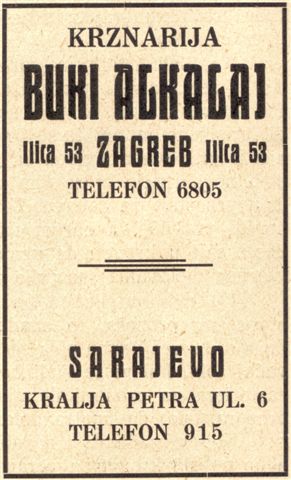 KRZNARIJA
BUKI ALKALAJ
Ilica 53 ZAGREB Ilica 53
TELEFON 6805
SARAJEVO
KRALJA PETRA UL. 6
TELEFON 915